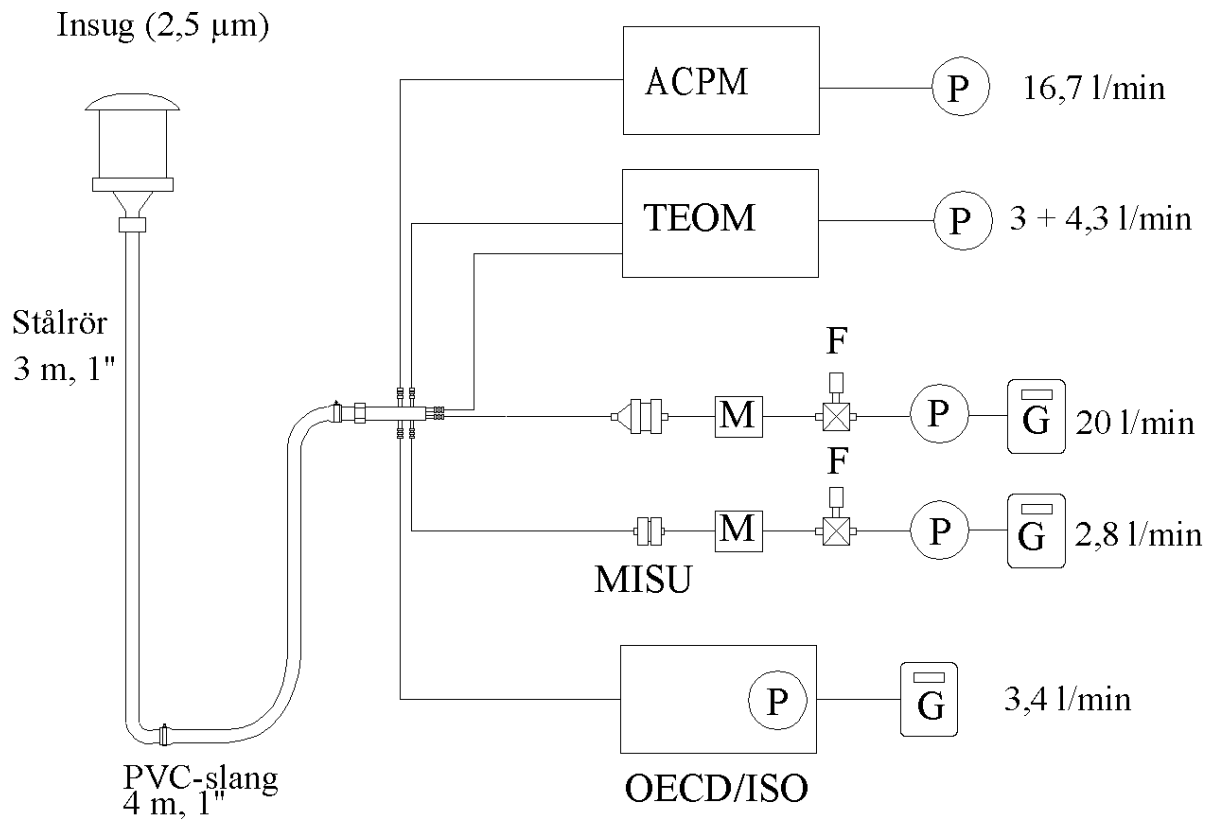 Insug (2,5 µm)
ACPM
P
16,7 l/min
TEOM
P
3 + 4,3 l/min
Stålrör
3 m, 1"
F
M
P
G
20 l/min
F
M
P
G
2,8 l/min
MISU
P
G
3,4 l/min
OECD/ISO
PVC-slang
4 m, 1"